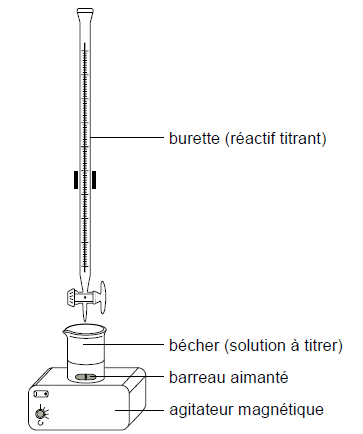 burette (réactif titrant)
bécher (solution à titrer)
barreau aimanté
agitateur magnétique